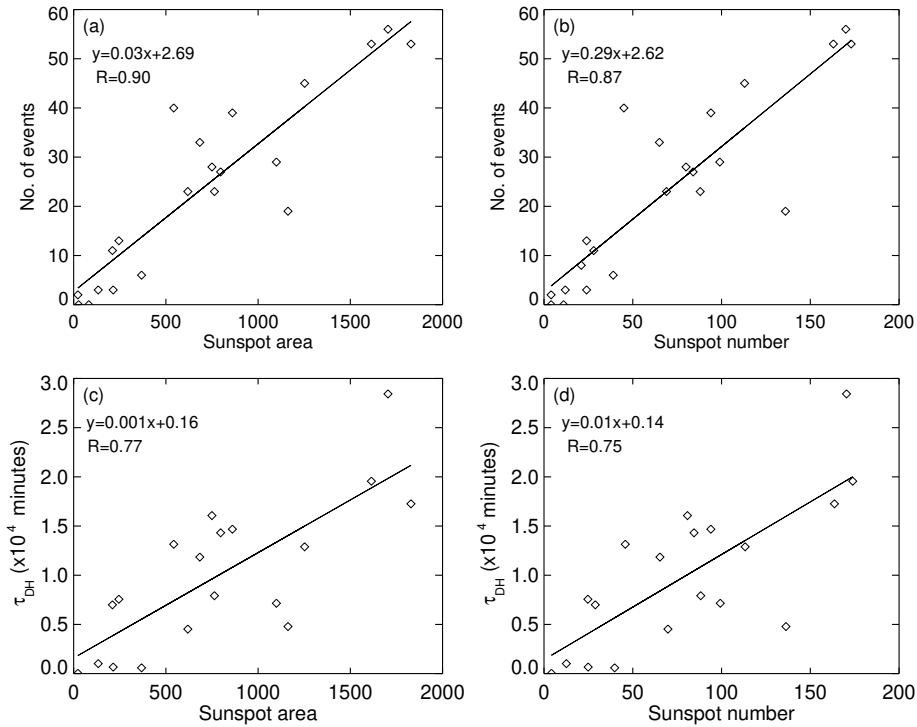 (a)
y=0.03x+2.69
R=0.90
No. of events
60
50
40
30
20
10
0
0 500 1000 1500 2000
Sunspot area
(b)
y=0.29x+2.62
R=0.87
No. of events
60
50
40
30
20
10
0
0 50 100 150 200
Sunspot number
(c)
y=0.001x+0.16
R=0.77
τDH (x10⁴ minutes)
3.0
2.5
2.0
1.5
1.0
0.5
0.0
0 500 1000 1500 2000
Sunspot area
(d)
y=0.01x+0.14
R=0.75
τDH (x10⁴ minutes)
3.0
2.5
2.0
1.5
1.0
0.5
0.0
0 50 100 150 200
Sunspot number